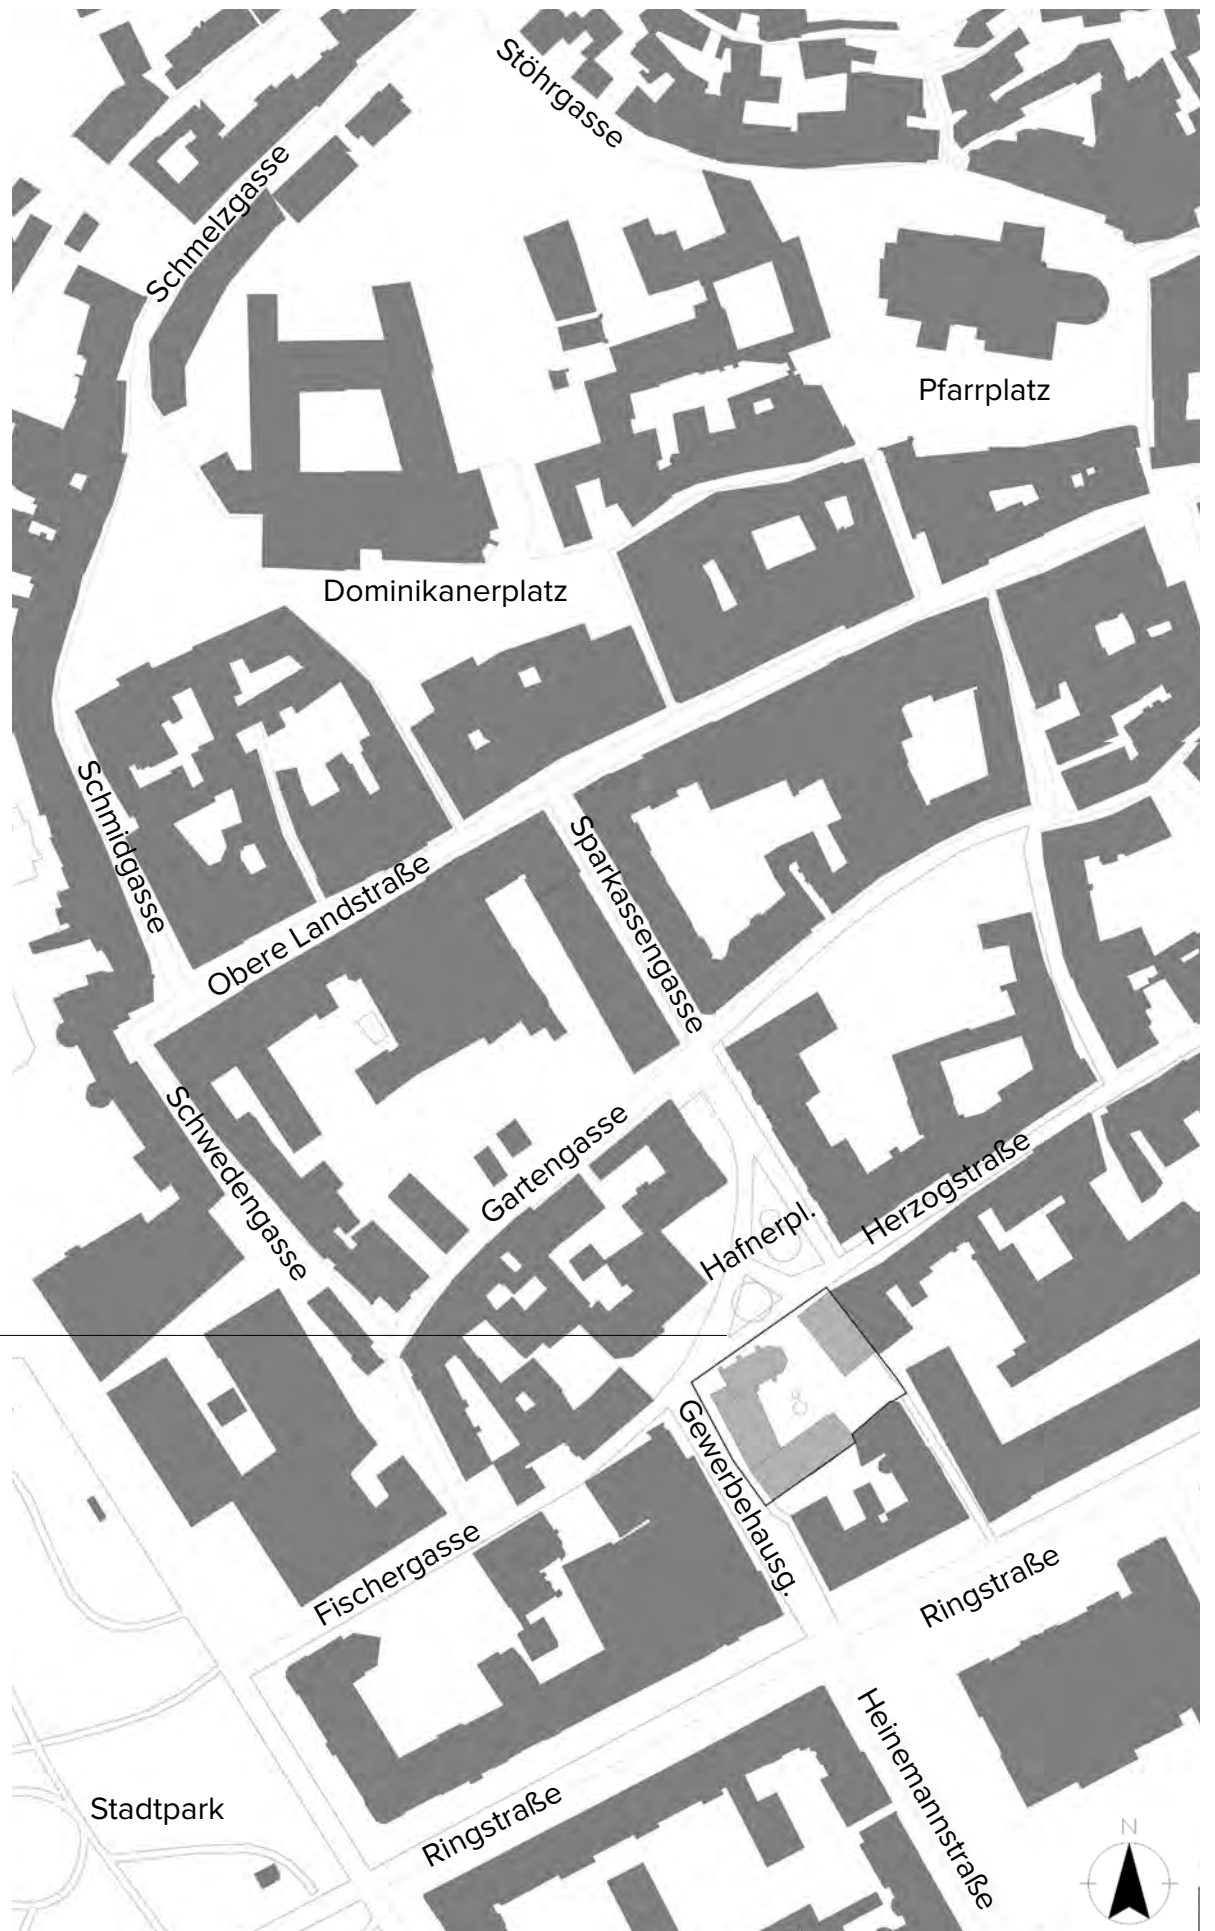 Stöhrgasse
Schmelzgasse
Pfarrplatz
Dominikanerplatz
Schmidgasse
Sparkassengasse
Obere Landstraße
Schwedengasse
Gartengasse
Herzogstraße
Hafnerpl.
Gewerbehausg.
Fischergasse
Ringstraße
Heinemannstraße
Stadtpark
Ringstraße
N